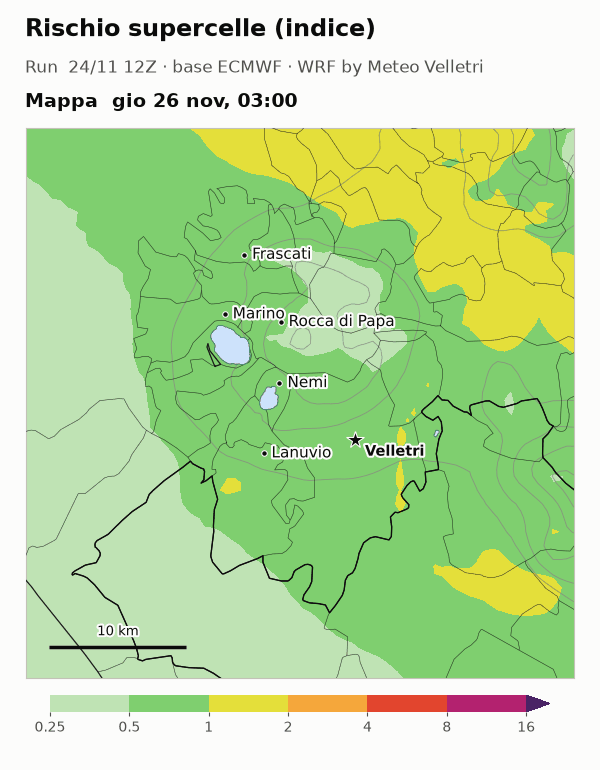 Rischio supercelle (indice)
Run  24/11 12Z · base ECMWF · WRF by Meteo Velletri
Mappa  gio 26 nov, 03:00
Frascati
Marino
Rocca di Papa
Nemi
Velletri
Lanuvio
10 km
0.25 0.5 1 2 4 8 16